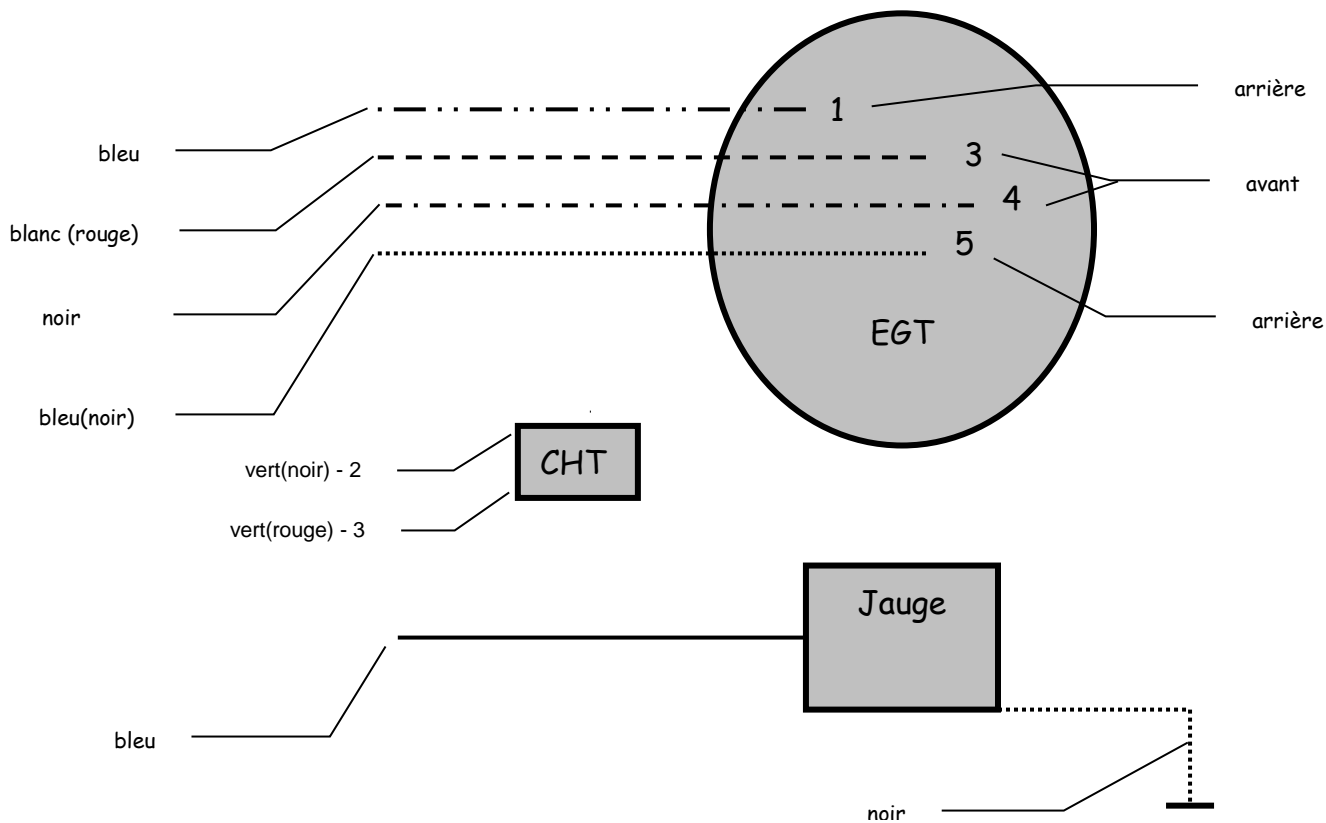 1
arrière
bleu
3
avant
4
blanc (rouge)
5
noir
arrière
EGT
bleu(noir)
CHT
vert(noir) - 2
vert(rouge) - 3
Jauge
bleu
noir